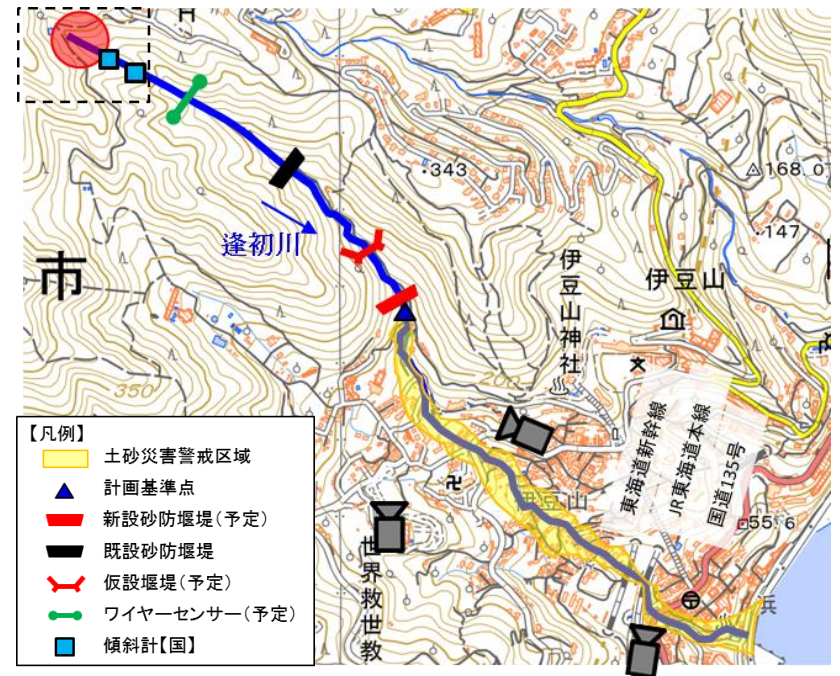 343
168.0
147
逢初川
伊豆山神社
伊豆山
市
350
200
東海道新幹線
JR東海道本線
国道135号
伊豆山
55.6
世界救世教
浜
【凡例】
土砂災害警戒区域
計画基準点
新設砂防堰堤(予定)
既設砂防堰堤
仮設堰堤(予定)
ワイヤーセンサー(予定)
傾斜計【国】